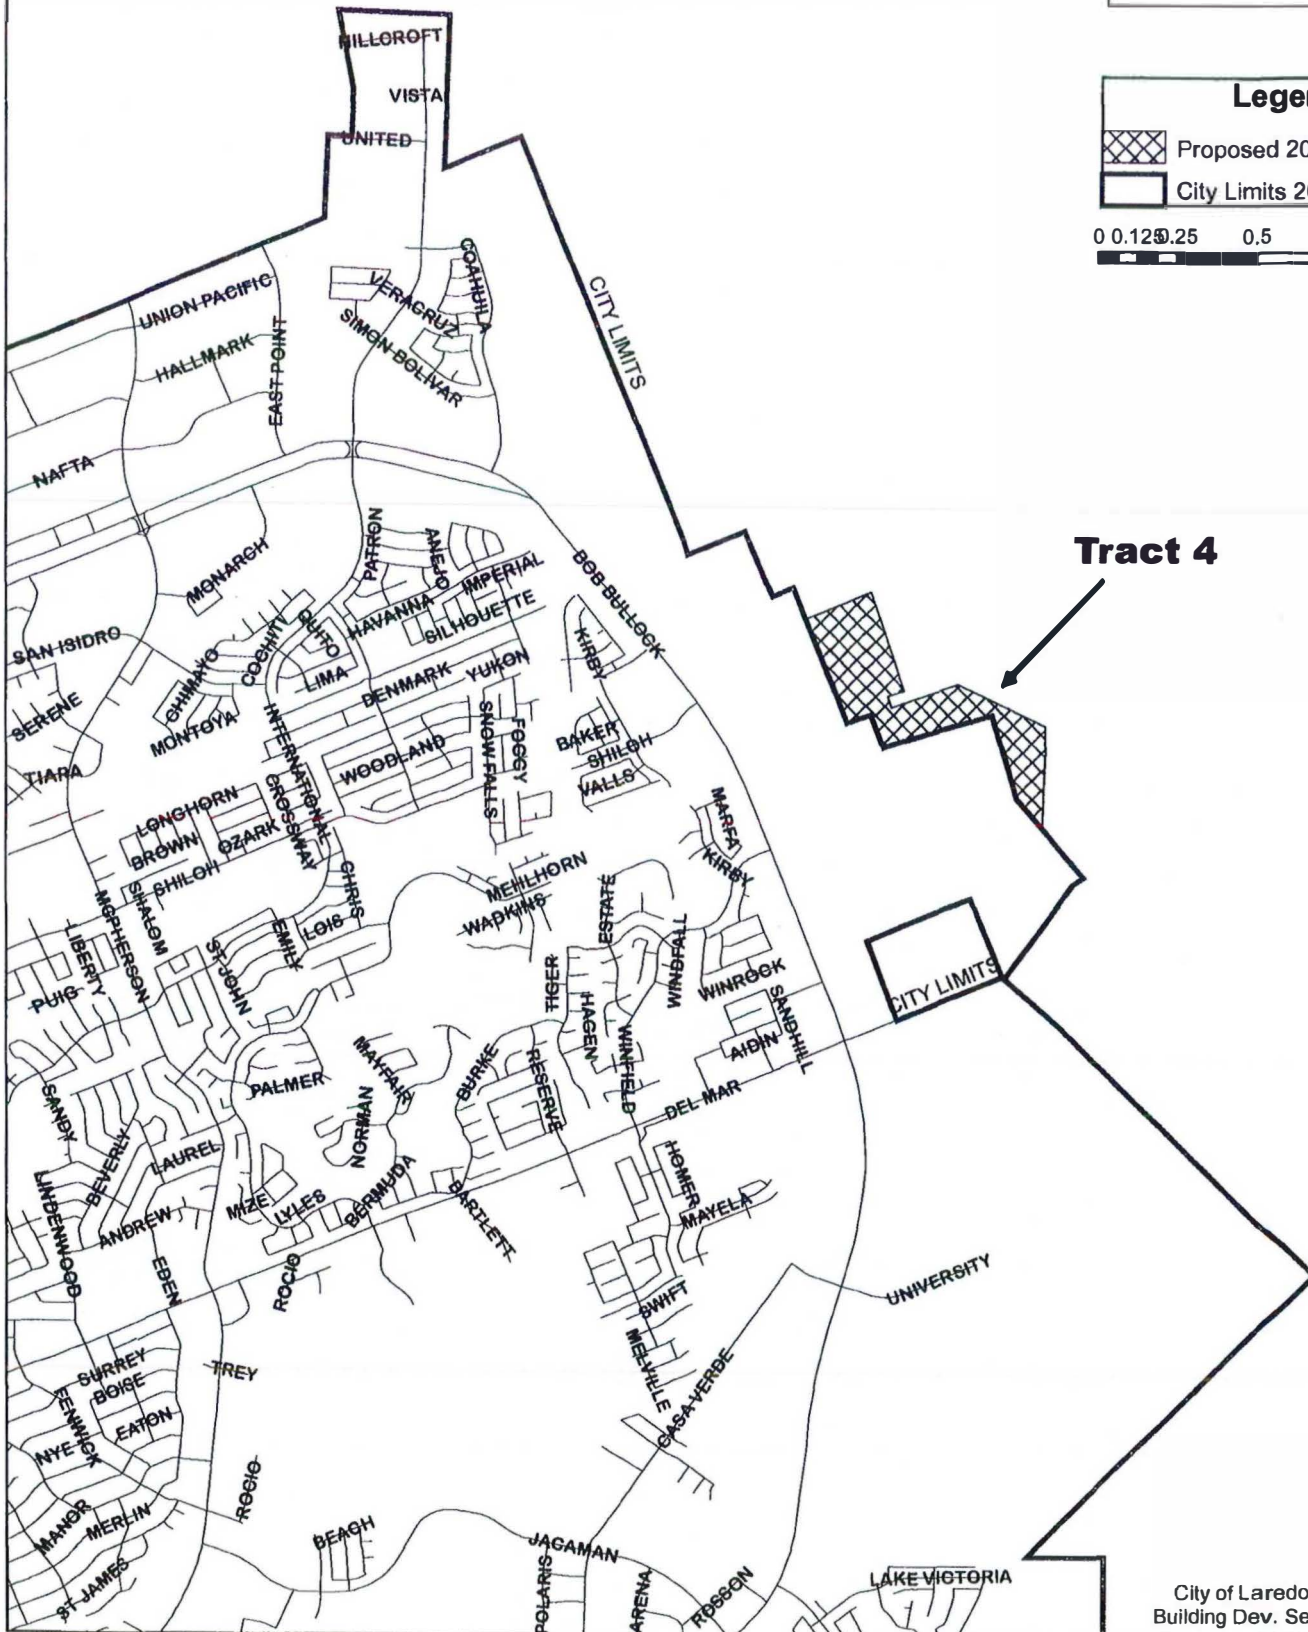 HILLCROFT
VISTA
UNITED
Proposed 20
City Limits 20
0 0.125 0.25 0.5
COAHUILA
VERACRUZ
SIMON BOLIVAR
UNION PACIFIC
HALLMARK
EAST POINT
CITY LIMITS
NAFTA
PATRON
ANEJO
IMPERIAL
BOB BULLOCK
Tract 4
MONARCH
HAVANNA
SILHOUETTE
SAN ISIDRO
COCHITI
QUITO
KIRBY
CHIMAYO
LIMA
DENMARK
YUKON
SERENE
MONTOYA
INTERNATIONAL
SNOW FALLS
FOGGY
BAKER
SHILOH
TIARA
WOODLAND
VALLS
LONGHORN
CROSSWAY
MARFA
BROWN
OZARK
SHILOH
CHRIS
MEHLHORN
KIRBY
MCPHERSON
SHALOM
WADKINS
ESTATE
LIBERTY
ST JOHN
EMILY
LOIS
WINDFALL
PUIG
TIGER
HAGEN
WINROCK
SANDHILL
CITY LIMITS
MAYFAIR
WINFIELD
AIDIN
SANDY
PALMER
BURKE
RESERVE
DEL MAR
NORMAN
BEVERLY
LAUREL
HOMER
LINDENWOOD
ANDREW
MIZE
LYLES
BERMUDA
BARTLETT
MAYELA
EDEN
ROCIO
UNIVERSITY
SWIFT
SURREY
BOISE
TREY
MELVILLE
CASA VERDE
FENWICK
EATON
NYE
ROCIO
MANOR
MERLIN
BEACH
JACAMAN
ST JAMES
POLARIS
ARENA
ROSSON
LAKE VICTORIA
City of Laredo
Building Dev. Se